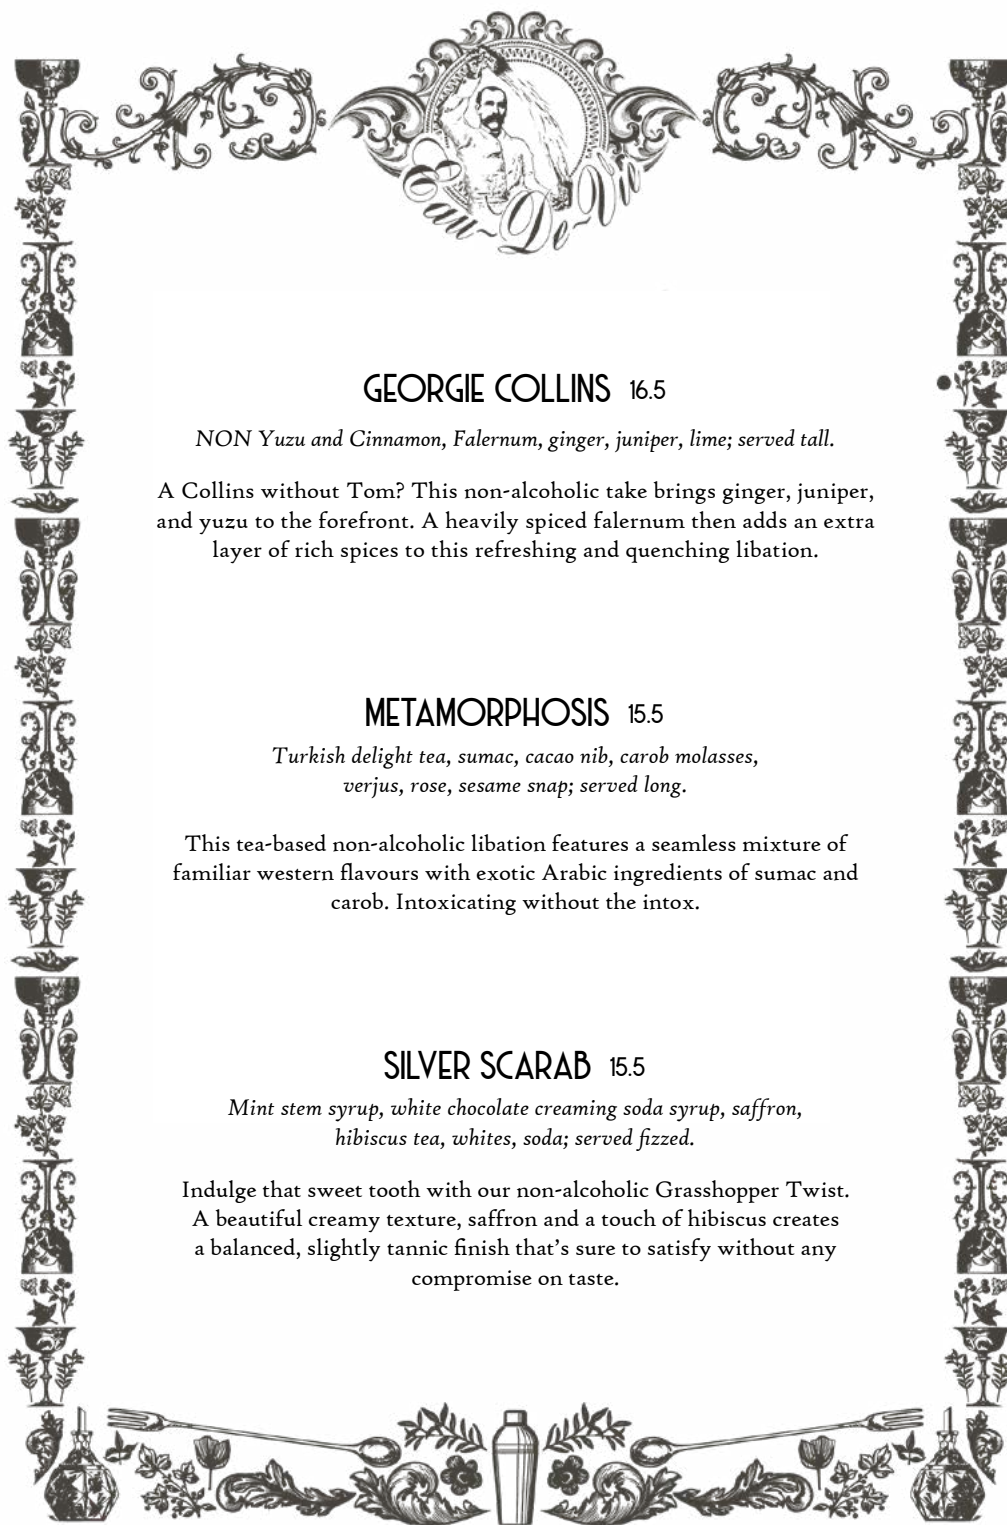 Eau-De-Vie
GEORGIE COLLINS 16.5
NON Yuzu and Cinnamon, Falernum, ginger, juniper, lime; served tall.
A Collins without Tom? This non-alcoholic take brings ginger, juniper,
and yuzu to the forefront. A heavily spiced falernum then adds an extra
layer of rich spices to this refreshing and quenching libation.
METAMORPHOSIS 15.5
Turkish delight tea, sumac, cacao nib, carob molasses,
verjus, rose, sesame snap; served long.
This tea-based non-alcoholic libation features a seamless mixture of
familiar western flavours with exotic Arabic ingredients of sumac and
carob. Intoxicating without the intox.
SILVER SCARAB 15.5
Mint stem syrup, white chocolate creaming soda syrup, saffron,
hibiscus tea, whites, soda; served fizzed.
Indulge that sweet tooth with our non-alcoholic Grasshopper Twist.
A beautiful creamy texture, saffron and a touch of hibiscus creates
a balanced, slightly tannic finish that's sure to satisfy without any
compromise on taste.